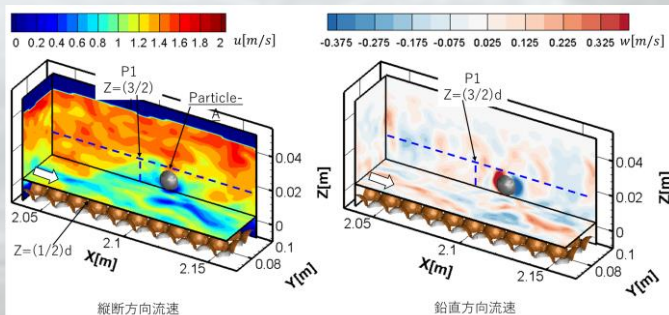 0 0.2 0.4 0.6 0.8 1 1.2 1.4 1.6 1.8 2 u[m/s]
P1
Z=(3/2)
Particle-
A
0.04
0.02
0
Z[m]
0.1
0.08
Y[m]
2.05
2.1
2.15
X[m]
Z=(1/2)d
縦断方向流速
-0.375 -0.275 -0.175 -0.075 0.025 0.125 0.225 0.325 w[m/s]
P1
Z=(3/2)d
0.04
0.02
0
Z[m]
0.1
0.08
Y[m]
2.05
2.1
2.15
X[m]
鉛直方向流速